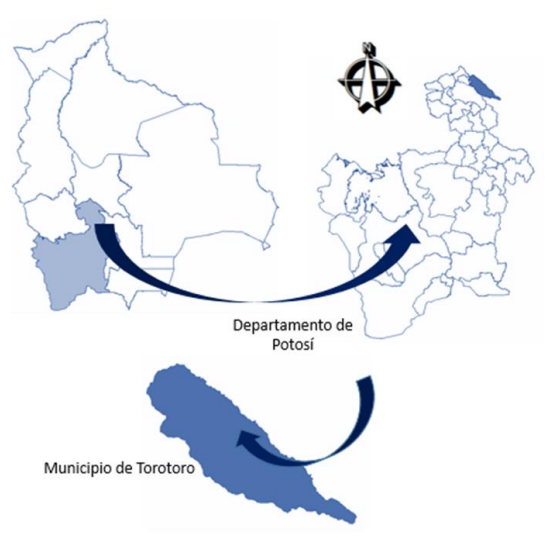 N
Departamento de
Potosí
Municipio de Torotoro